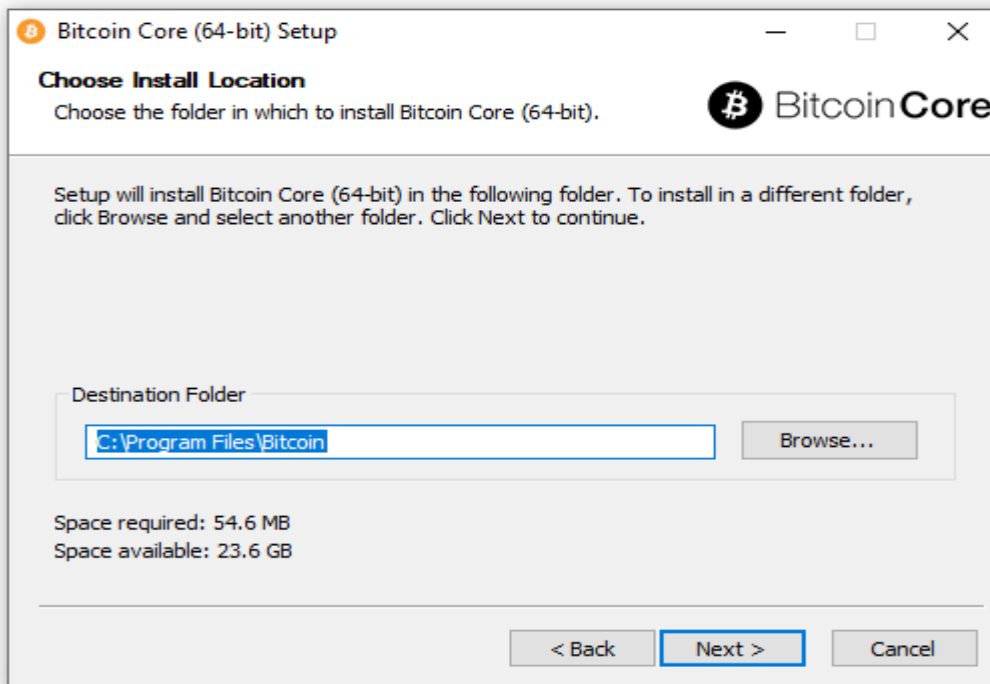 Bitcoin Core (64-bit) Setup
Choose Install Location
Choose the folder in which to install Bitcoin Core (64-bit).
Bitcoin Core
Setup will install Bitcoin Core (64-bit) in the following folder. To install in a different folder,
click Browse and select another folder. Click Next to continue.
Destination Folder
C:\Program Files\Bitcoin
Browse...
Space required: 54.6 MB
Space available: 23.6 GB
< Back
Next >
Cancel